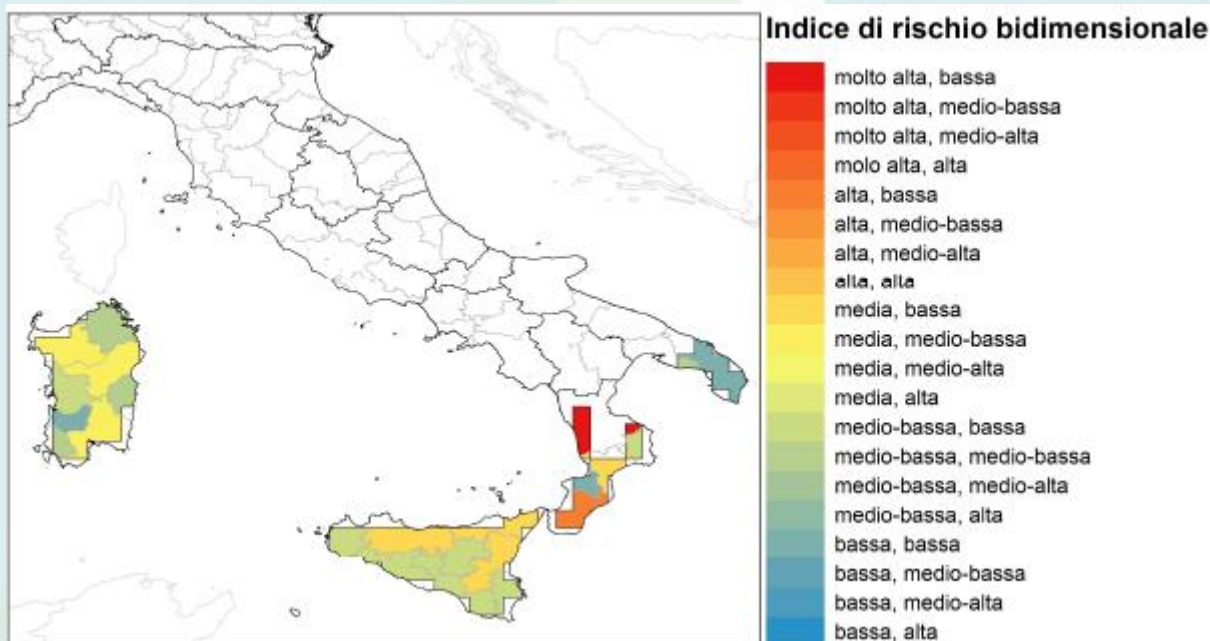 Indice di rischio bidimensionale
molto alta, bassa
molto alta, medio-bassa
molto alta, medio-alta
molo alta, alta
alta, bassa
alta, medio-bassa
alta, medio-alta
alta, alta
media, bassa
media, medio-bassa
media, medio-alta
media, alta
medio-bassa, bassa
medio-bassa, medio-bassa
medio-bassa, medio-alta
medio-bassa, alta
bassa, bassa
bassa, medio-bassa
bassa, medio-alta
bassa, alta